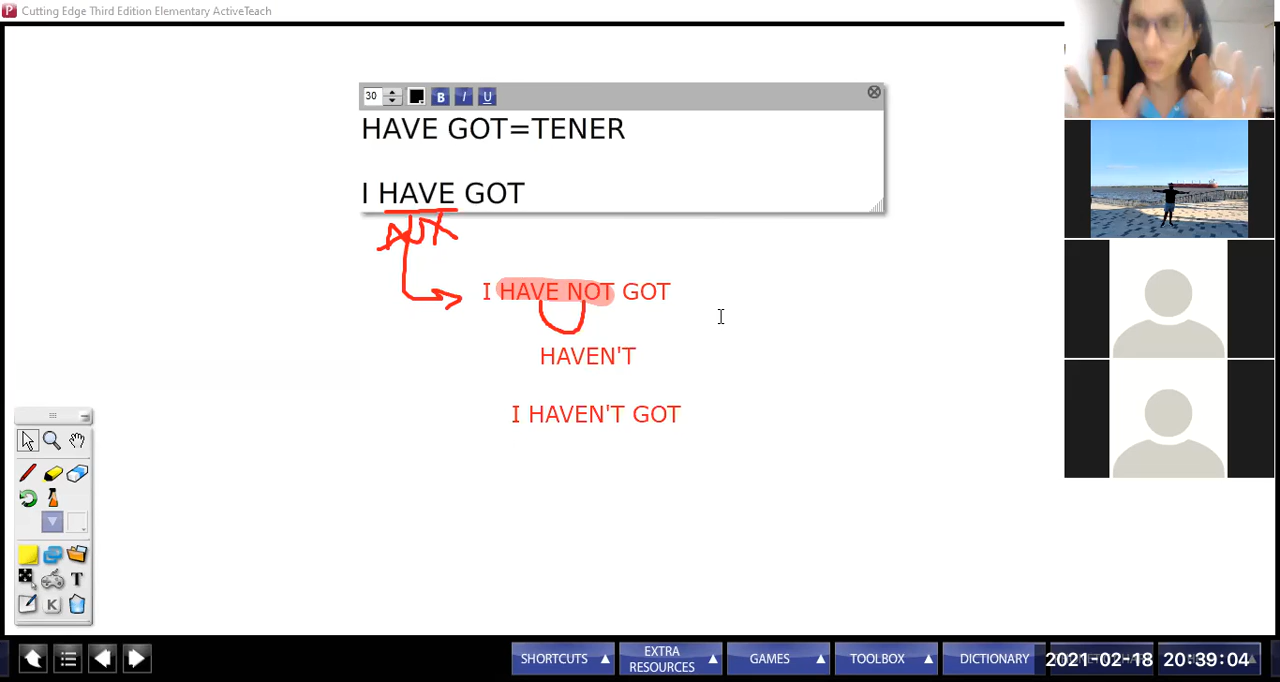 Cutting Edge Third Edition Elementary ActiveTeach
30 B I U
HAVE GOT=TENER
I HAVE GOT
AUX
I HAVE NOT GOT
HAVEN'T
I HAVEN'T GOT
T
K
SHORTCUTS
EXTRA
RESOURCES
GAMES
TOOLBOX
DICTIONARY
2021-02-18 20:39:04